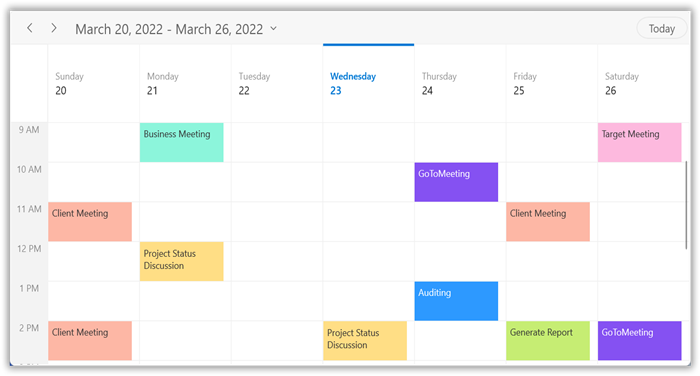 March 20, 2022 - March 26, 2022
Today
Sunday Monday Tuesday Wednesday Thursday Friday Saturday
20 21 22 23 24 25 26
9 AM
Business Meeting
Target Meeting
10 AM
GoToMeeting
11 AM
Client Meeting
Client Meeting
12 PM
Project Status
Discussion
1 PM
Auditing
2 PM
Client Meeting
Project Status
Discussion
Generate Report
GoToMeeting